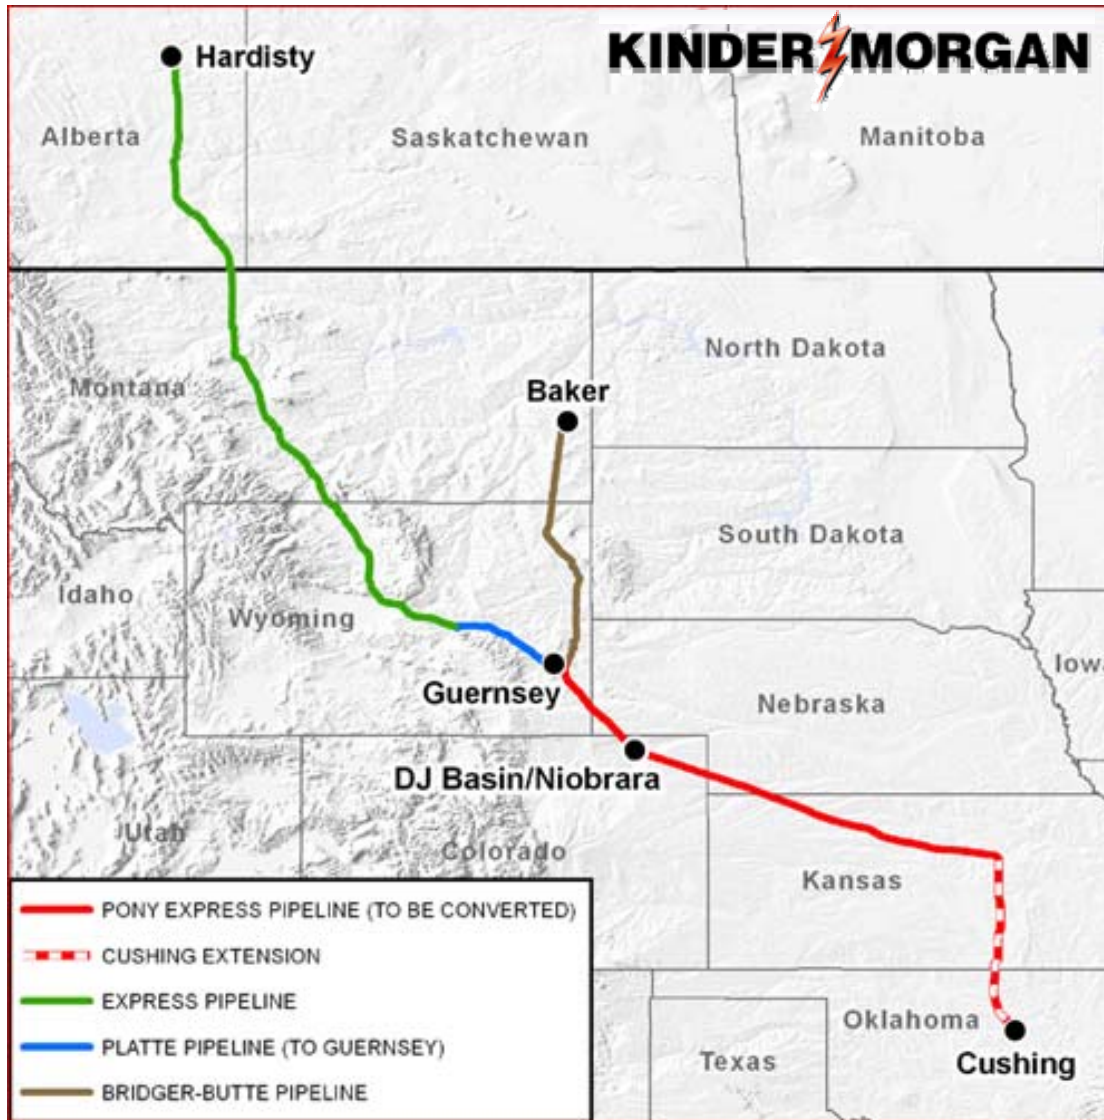 KINDER MORGAN
Hardisty
Alberta
Saskatchewan
Manitoba
North Dakota
Montana
Baker
South Dakota
Idaho
Wyoming
Iowa
Guernsey
Nebraska
DJ Basin/Niobrara
Utah
Colorado
Kansas
PONY EXPRESS PIPELINE (TO BE CONVERTED)
CUSHING EXTENSION
EXPRESS PIPELINE
PLATTE PIPELINE (TO GUERNSEY)
BRIDGER-BUTTE PIPELINE
Oklahoma
Texas
Cushing